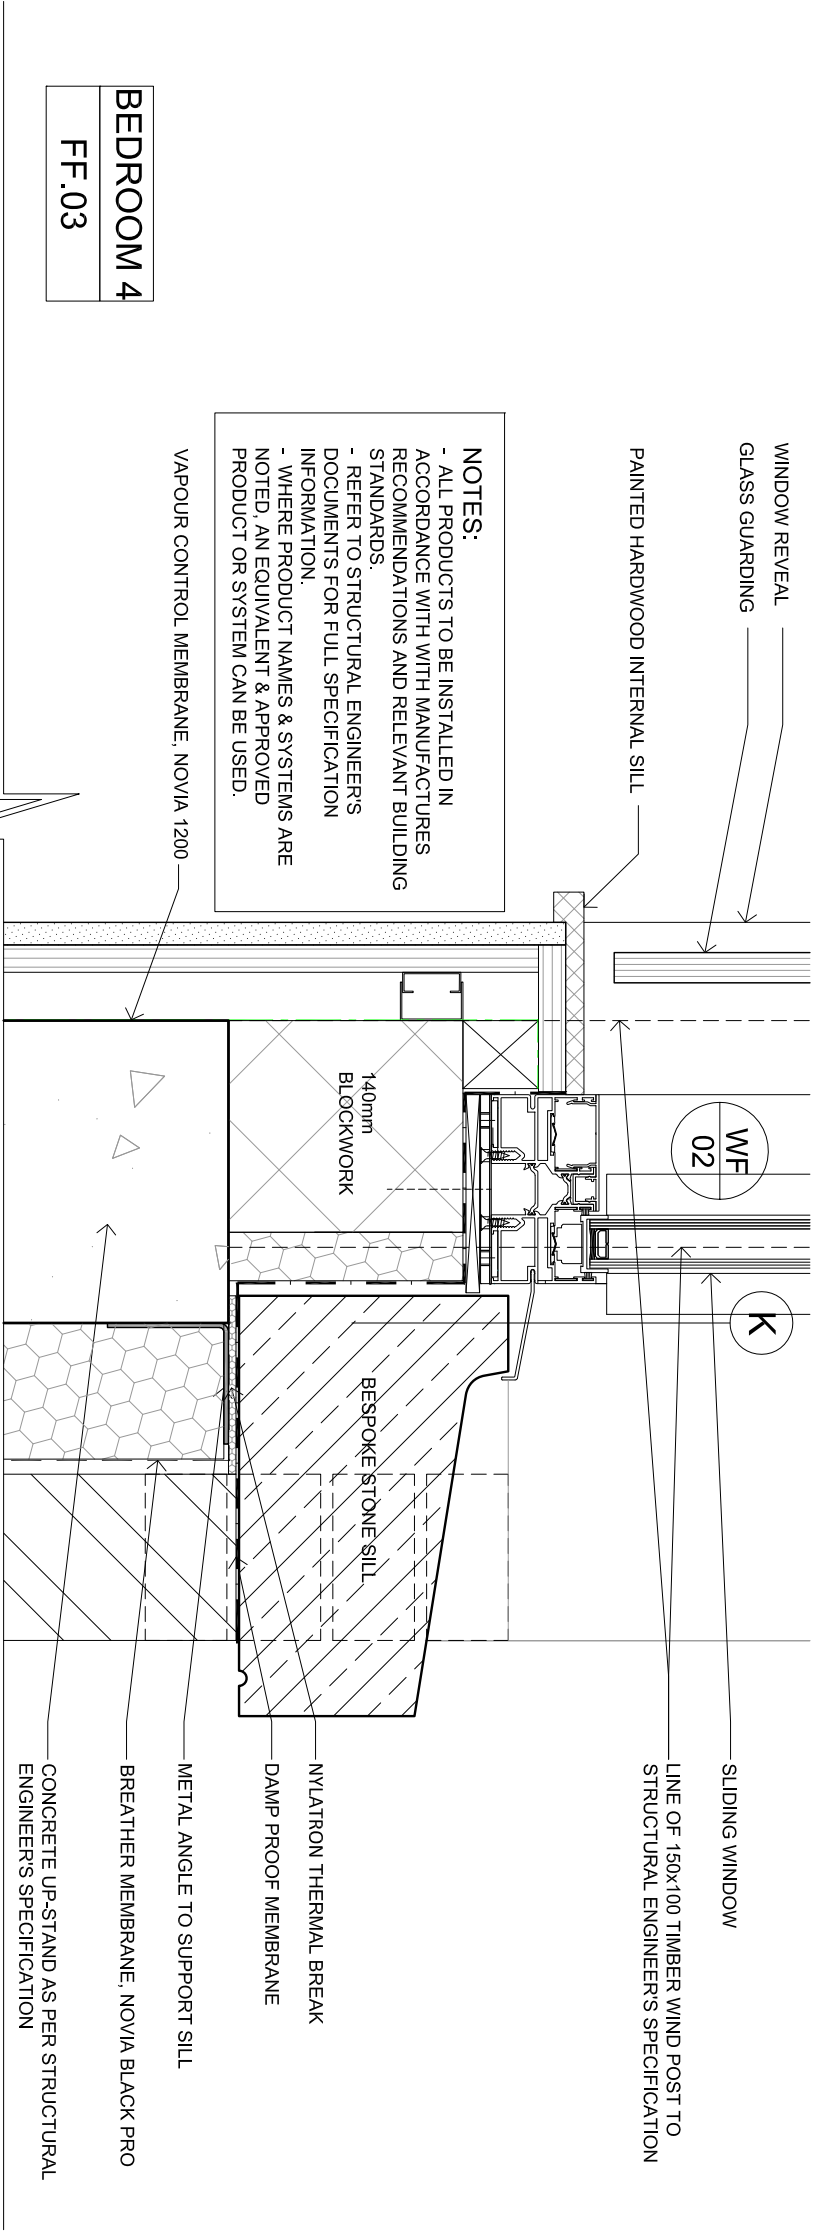 WINDOW REVEAL
GLASS GUARDING
PAINTED HARDWOOD INTERNAL SILL
NOTES:
- ALL PRODUCTS TO BE INSTALLED IN
ACCORDANCE WITH WITH MANUFACTURES
RECOMMENDATIONS AND RELEVANT BUILDING
STANDARDS.
- REFER TO STRUCTURAL ENGINEER'S
DOCUMENTS FOR FULL SPECIFICATION
INFORMATION.
- WHERE PRODUCT NAMES & SYSTEMS ARE
NOTED, AN EQUIVALENT & APPROVED
PRODUCT OR SYSTEM CAN BE USED.
VAPOUR CONTROL MEMBRANE, NOVIA 1200
BEDROOM 4
FF.03
WF
02
K
140mm
BLOCKWORK
BESPOKE STONE SILL
SLIDING WINDOW
LINE OF 150x100 TIMBER WIND POST TO
STRUCTURAL ENGINEER'S SPECIFICATION
NYLATRON THERMAL BREAK
DAMP PROOF MEMBRANE
METAL ANGLE TO SUPPORT SILL
BREATHER MEMBRANE, NOVIA BLACK PRO
CONCRETE UP-STAND AS PER STRUCTURAL
ENGINEER'S SPECIFICATION